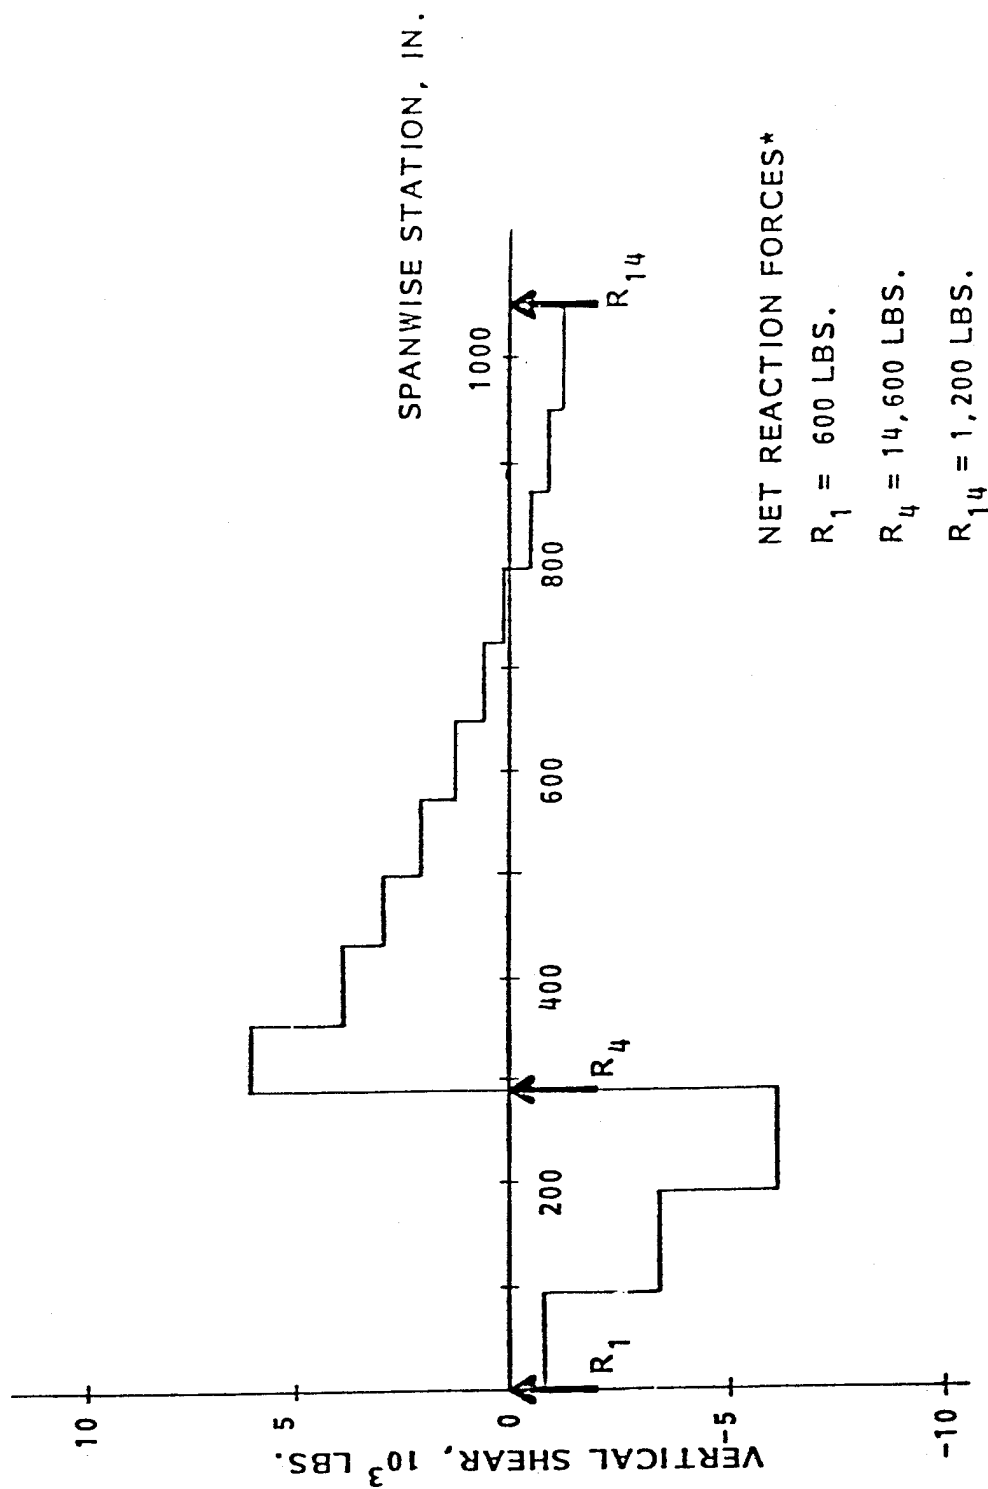 SPANWISE STATION, IN.
VERTICAL SHEAR, 10³ LBS.
10
5
0
-5
-10
200
400
600
800
1000
R₁
R₄
R₁₄
NET REACTION FORCES*
R₁ = 600 LBS.
R₄ = 14,600 LBS.
R₁₄ = 1,200 LBS.